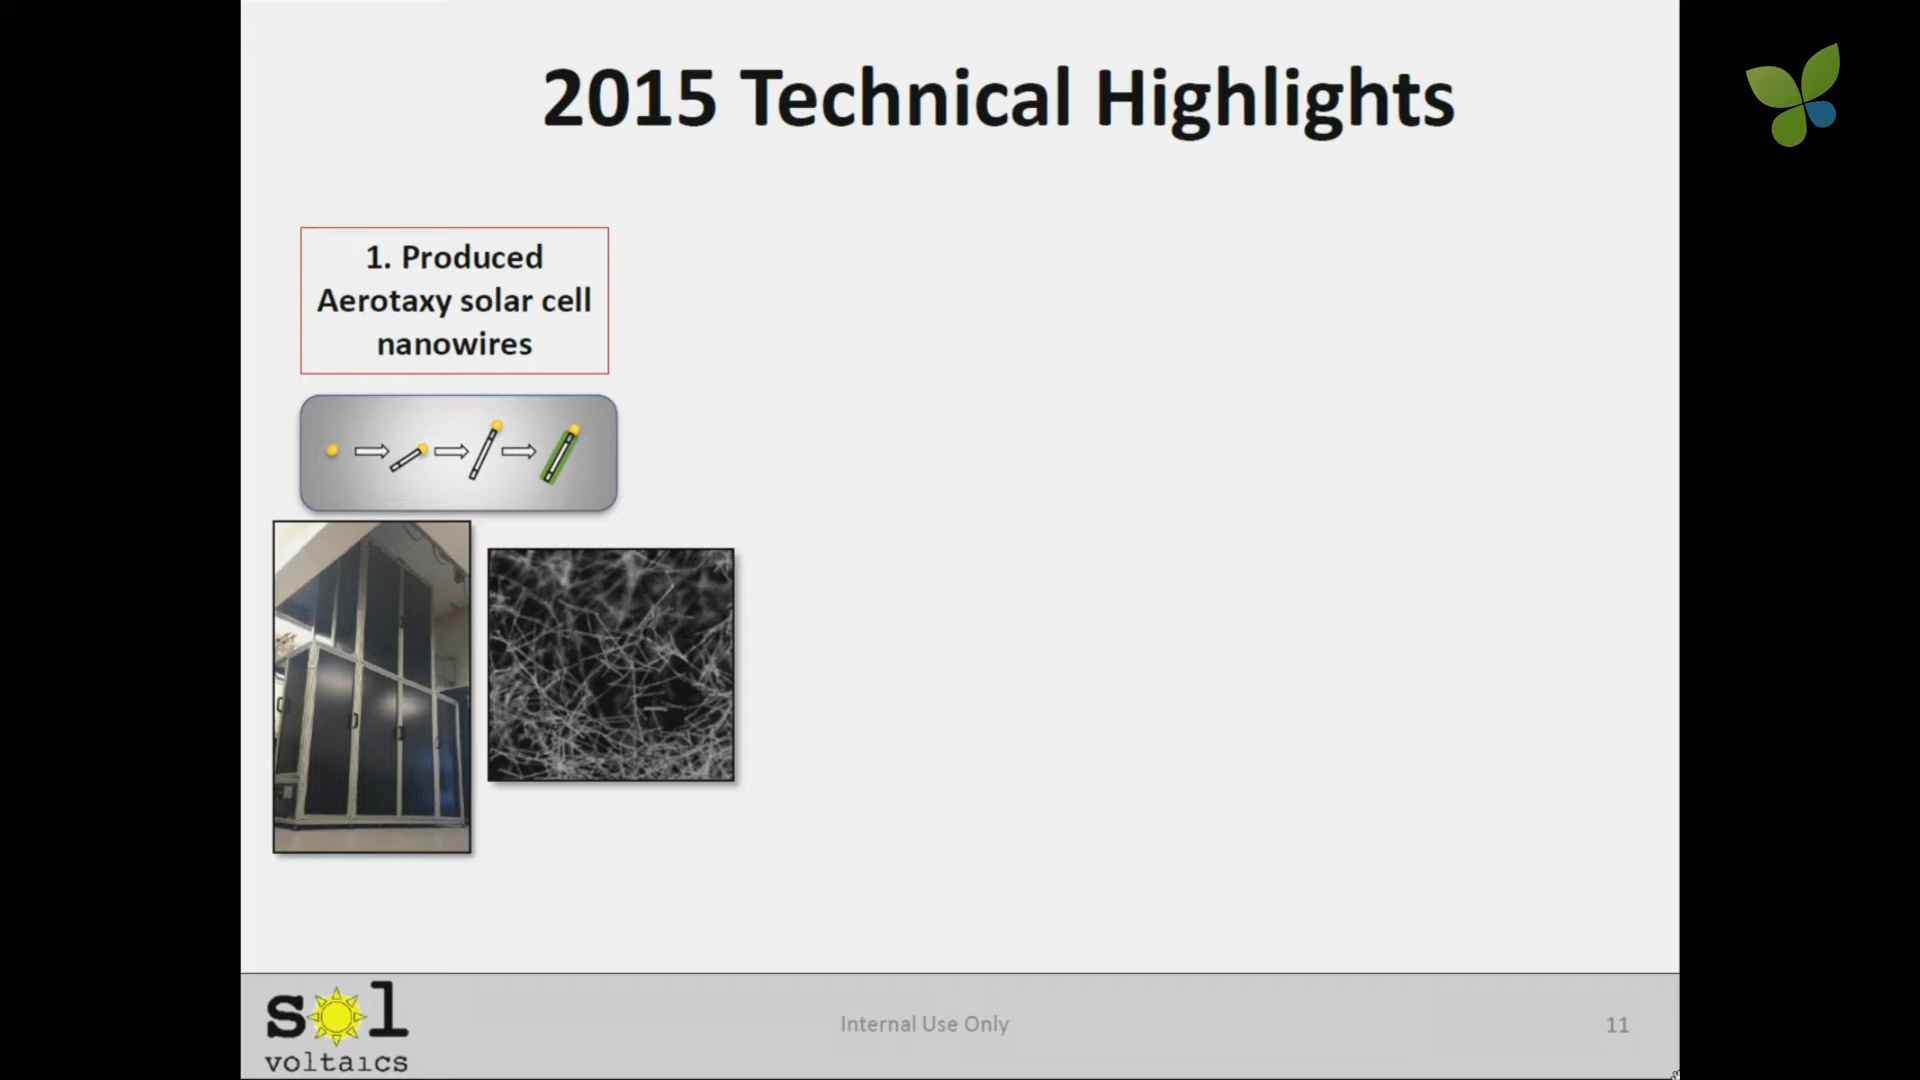 2015 Technical Highlights
1. Produced
Aerotaxy solar cell
nanowires
sol
voltaics
Internal Use Only
11